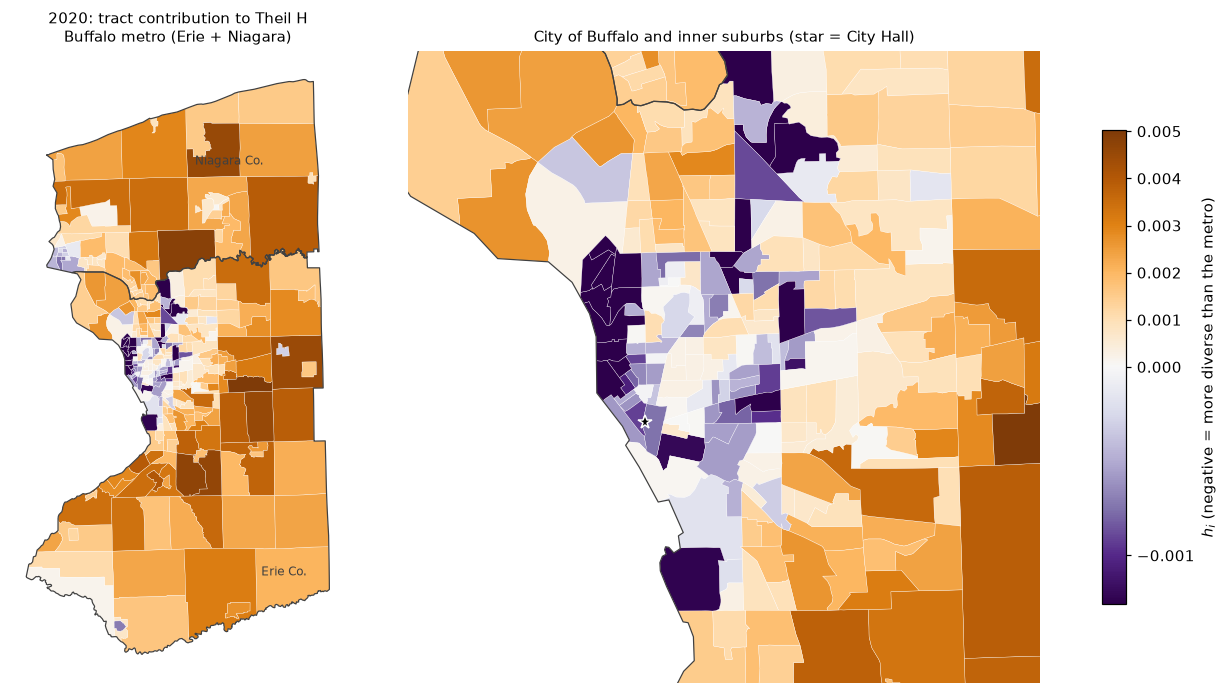 2020: tract contribution to Theil H
Buffalo metro (Erie + Niagara)
City of Buffalo and inner suburbs (star = City Hall)
Niagara Co.
Erie Co.
0.005
0.004
0.003
0.002
0.001
0.000
−0.001
hᵢ (negative = more diverse than the metro)